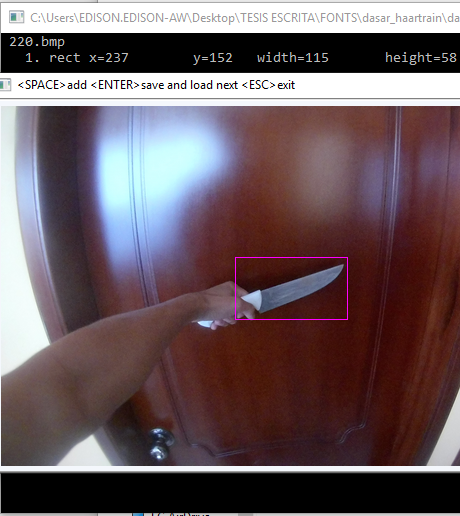 C:\Users\EDISON.EDISON-AW\Desktop\TESIS ESCRITA\FONTS\dasar_haartrain\da
220.bmp
1. rect x=237 y=152 width=115 height=58
<SPACE>add <ENTER>save and load next <ESC>exit